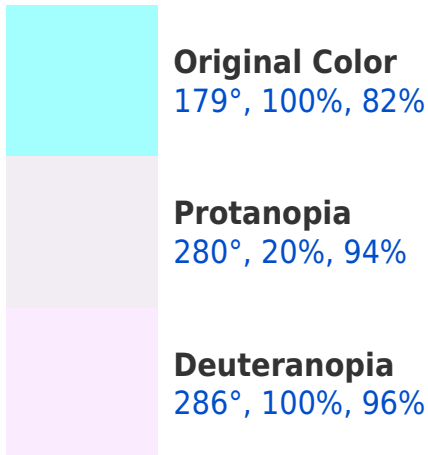 Original Color
179°, 100%, 82%
Protanopia
280°, 20%, 94%
Deuteranopia
286°, 100%, 96%